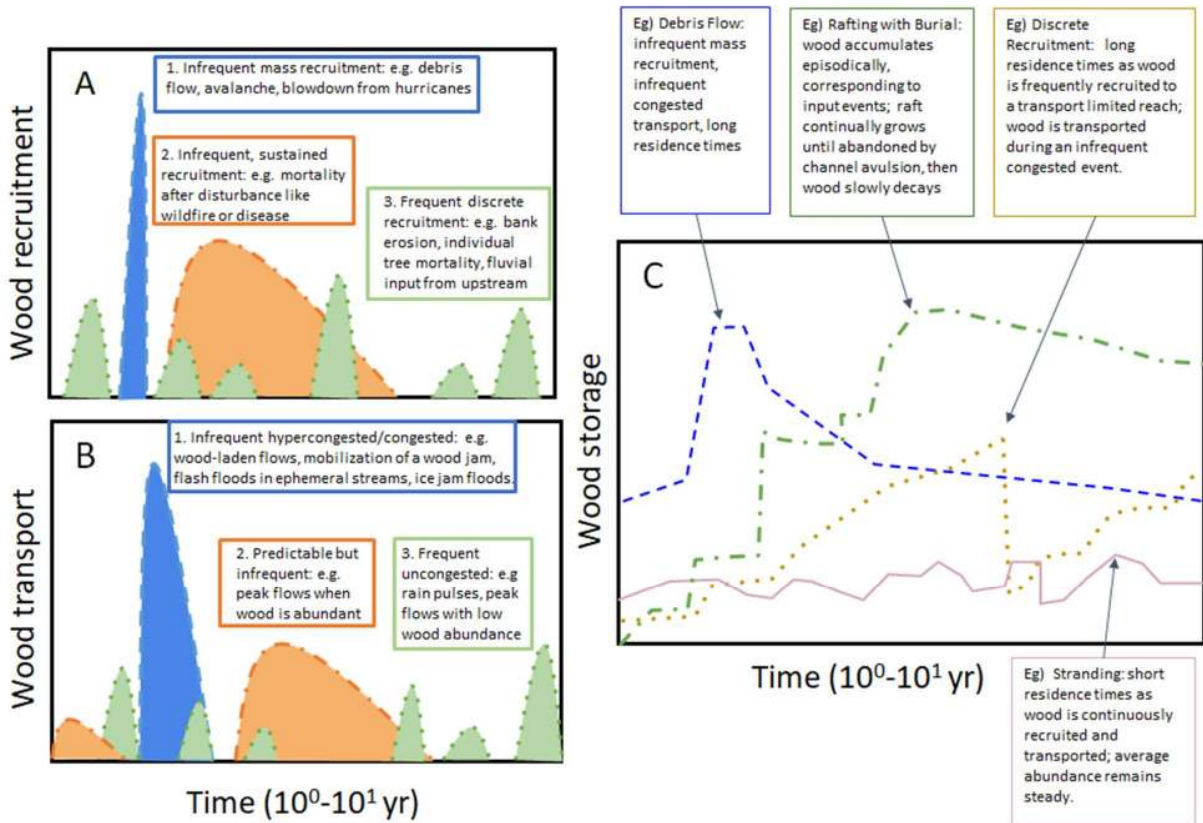 A
Wood recruitment
1. Infrequent mass recruitment: e.g. debris
flow, avalanche, blowdown from hurricanes
2. Infrequent, sustained
recruitment: e.g. mortality
after disturbance like
wildfire or disease
3. Frequent discrete
recruitment: e.g. bank
erosion, individual
tree mortality, fluvial
input from upstream
B
Wood transport
1. Infrequent hypercongested/congested: e.g.
wood-laden flows, mobilization of a wood jam,
flash floods in ephemeral streams, ice jam floods.
2. Predictable but
infrequent: e.g.
peak flows when
wood is abundant
3. Frequent
uncongested: e.g
rain pulses, peak
flows with low
wood abundance
Time (10⁰-10¹ yr)
Eg) Debris Flow:
infrequent mass
recruitment,
infrequent
congested
transport, long
residence times
Eg) Rafting with Burial:
wood accumulates
episodically,
corresponding to
input events; raft
continually grows
until abandoned by
channel avulsion, then
wood slowly decays
Eg) Discrete
Recruitment: long
residence times as wood
is frequently recruited to
a transport limited reach;
wood is transported
during an infrequent
congested event.
C
Wood storage
Time (10⁰-10¹ yr)
Eg) Stranding: short
residence times as
wood is continuously
recruited and
transported; average
abundance remains
steady.